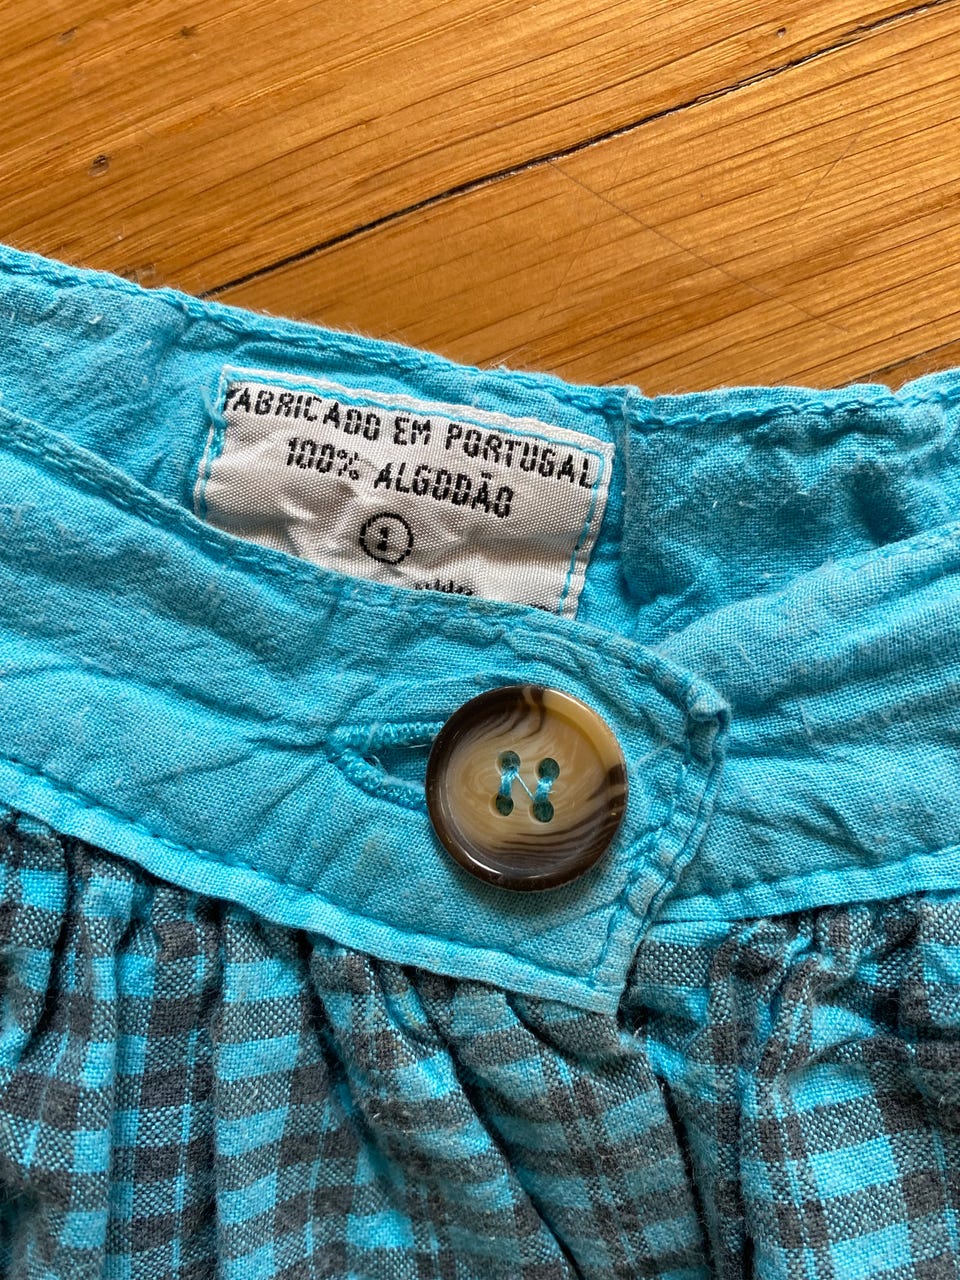 FABRICADO EM PORTUGAL
100% ALGODÃO
1